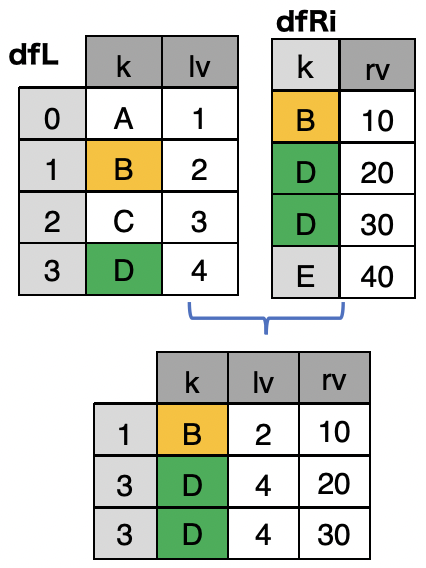 dfL
k lv
0 A 1
1 B 2
2 C 3
3 D 4
dfRi
k rv
B 10
D 20
D 30
E 40
k lv rv
1 B 2 10
3 D 4 20
3 D 4 30